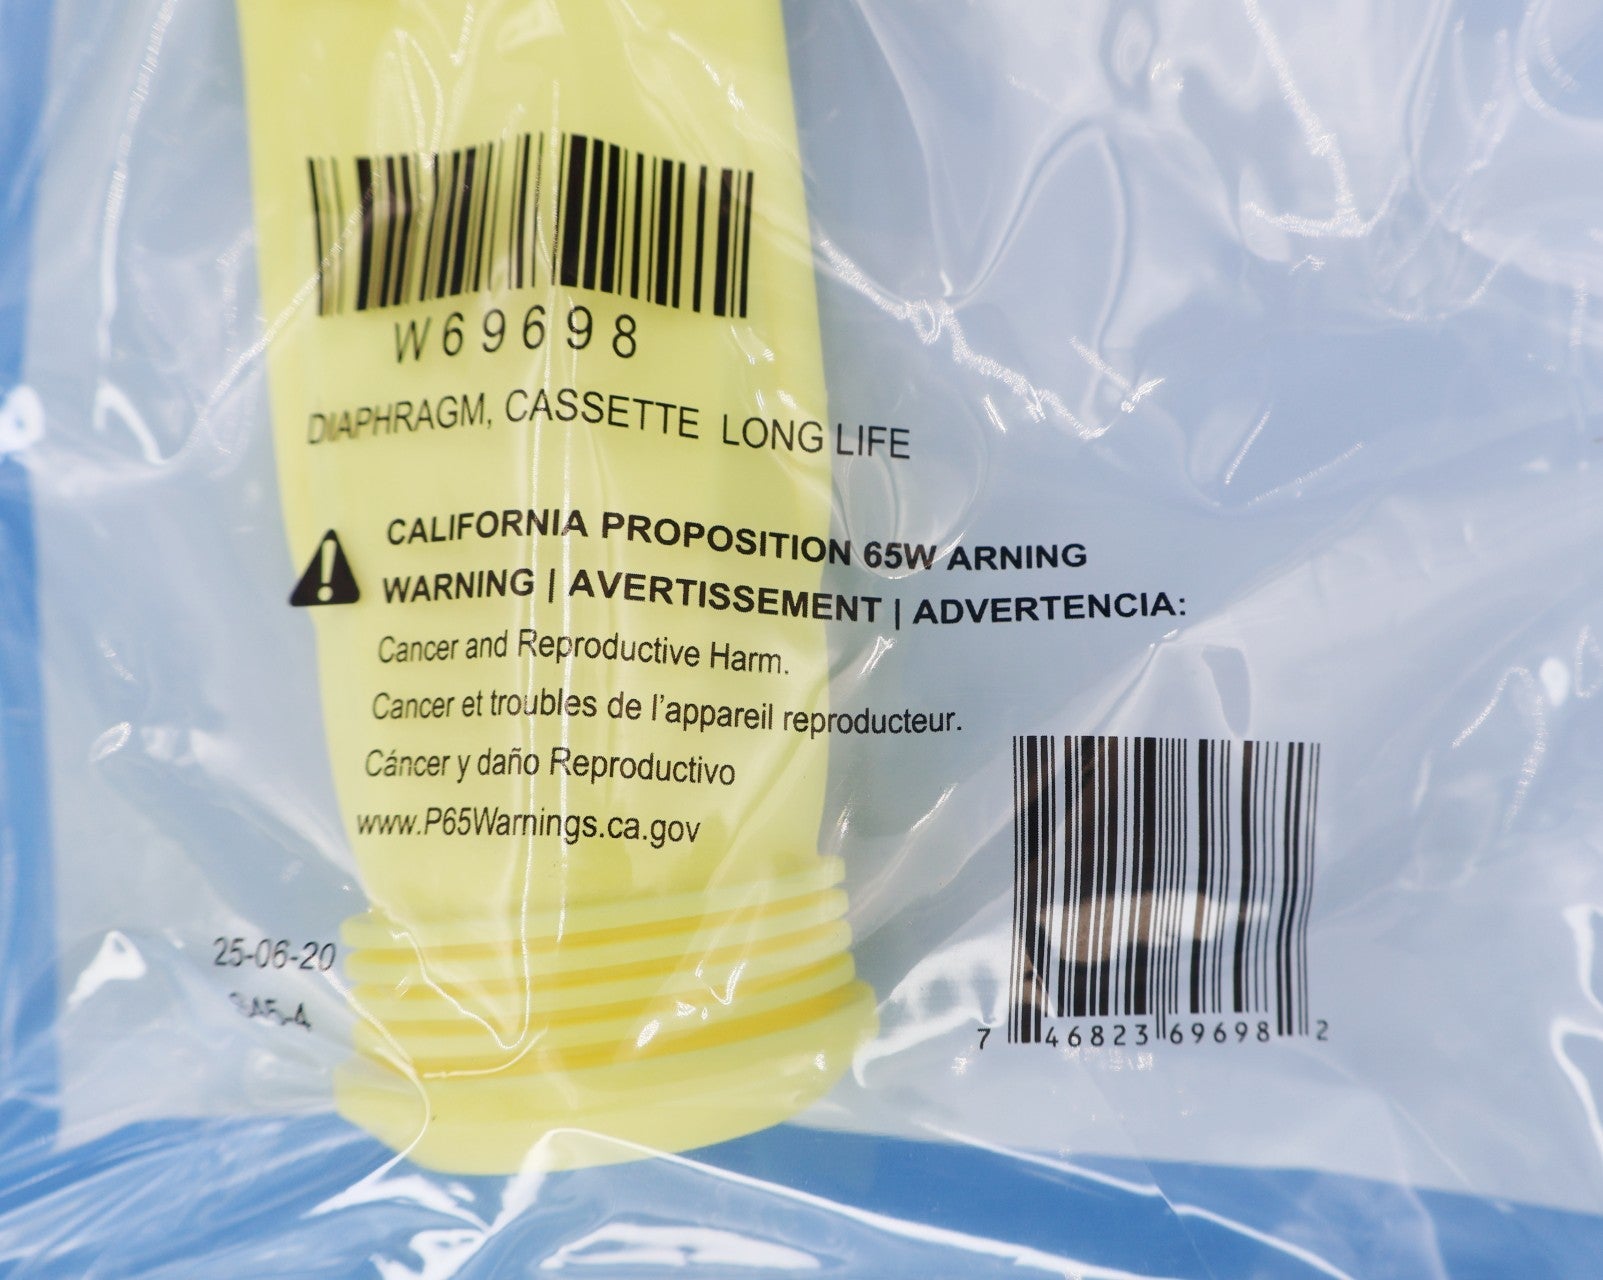 W69698
DIAPHRAGM, CASSETTE LONG LIFE
CALIFORNIA PROPOSITION 65W ARNING
WARNING | AVERTISSEMENT | ADVERTENCIA:
Cancer and Reproductive Harm.
Cancer et troubles de l'appareil reproducteur.
Cáncer y daño Reproductivo
www.P65Warnings.ca.gov
25-06-20
7 46823 69698 2